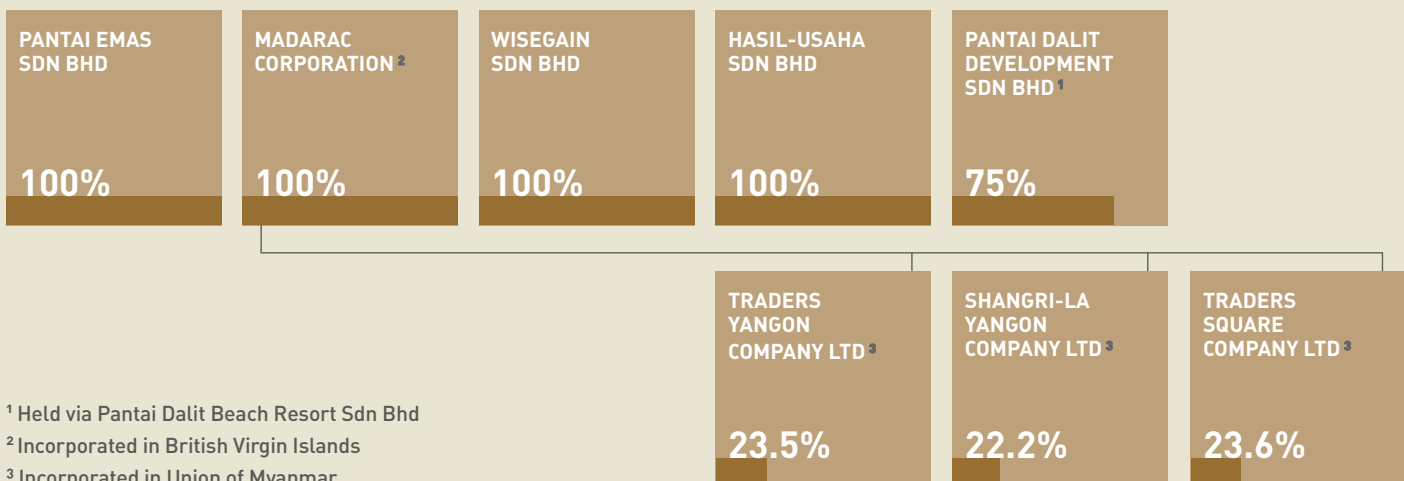 PANTAI EMAS
SDN BHD
100%
MADARAC
CORPORATION ²
100%
WISEGAIN
SDN BHD
100%
HASIL-USAHA
SDN BHD
100%
PANTAI DALIT
DEVELOPMENT
SDN BHD ¹
75%
TRADERS
YANGON
COMPANY LTD ³
23.5%
SHANGRI-LA
YANGON
COMPANY LTD ³
22.2%
TRADERS
SQUARE
COMPANY LTD ³
23.6%
¹ Held via Pantai Dalit Beach Resort Sdn Bhd
² Incorporated in British Virgin Islands
³ Incorporated in Union of Myanmar